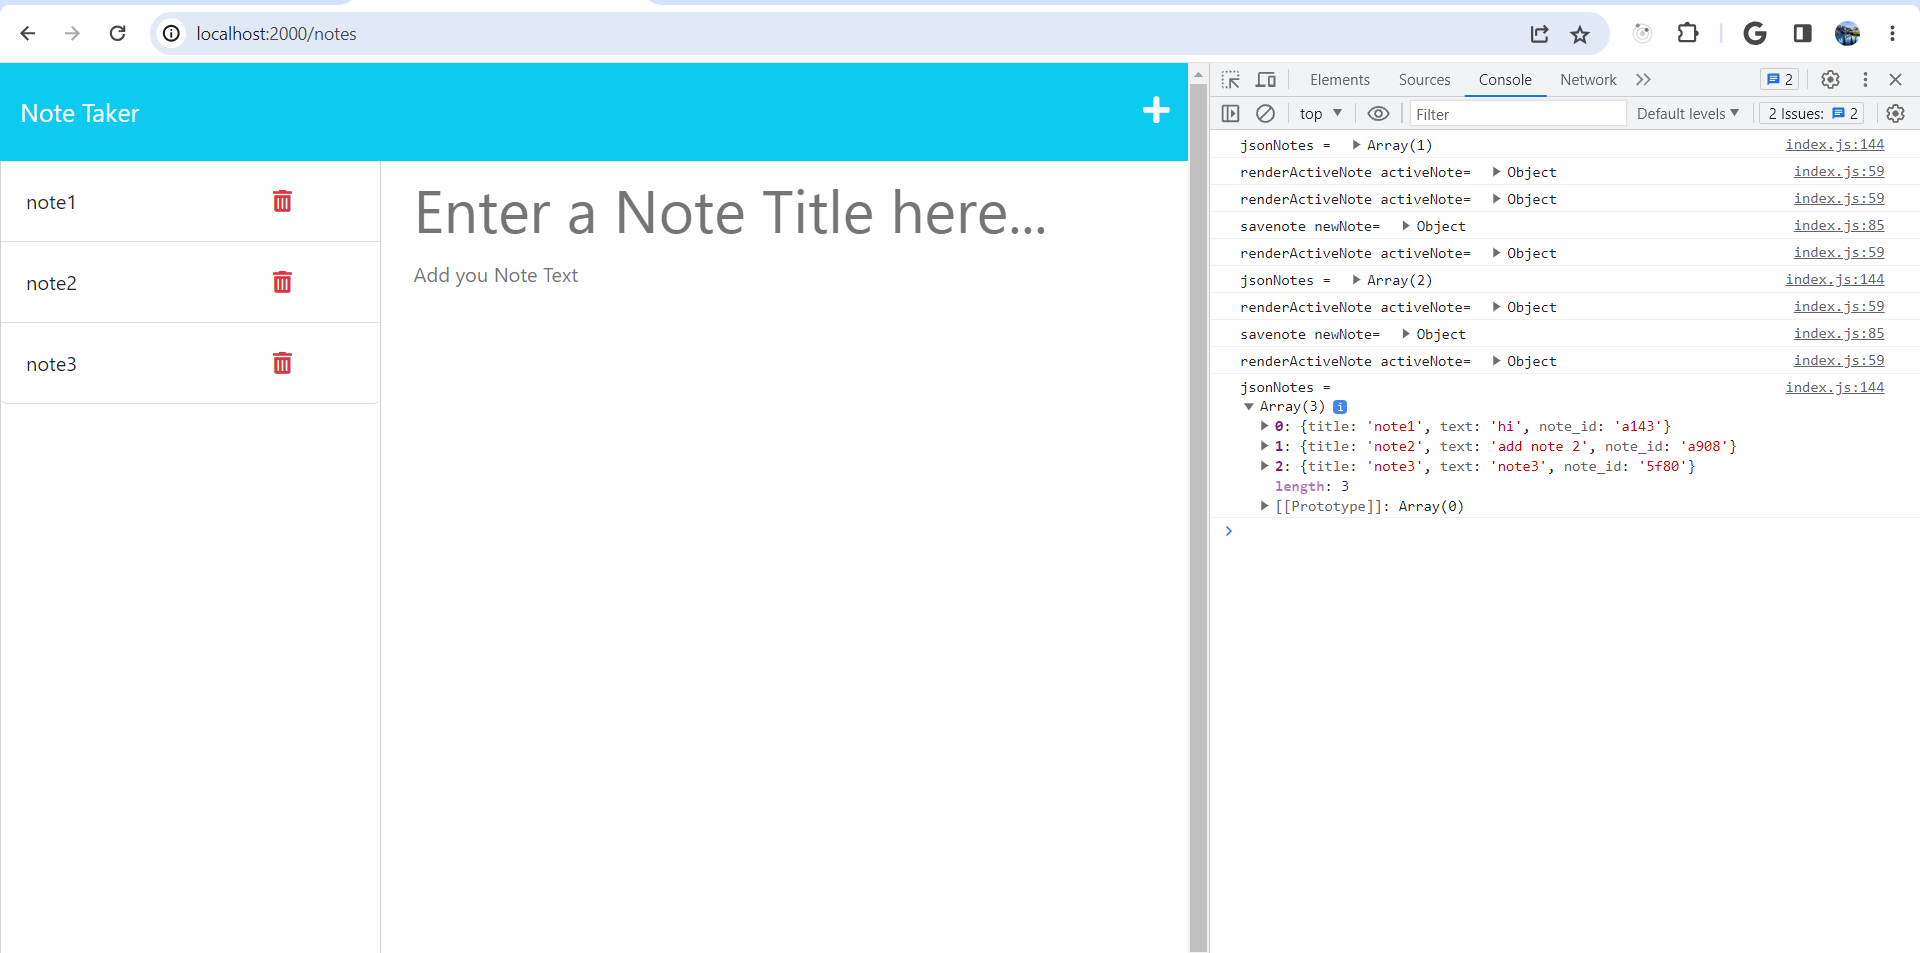 localhost:2000/notes
Note Taker
note1
note2
note3
Enter a Note Title here...
Add you Note Text
Elements Sources Console Network 2
top Filter Default levels 2 Issues: 2
jsonNotes = Array(1) index.js:144
renderActiveNote activeNote= Object index.js:59
renderActiveNote activeNote= Object index.js:59
savenote newNote= Object index.js:85
renderActiveNote activeNote= Object index.js:59
jsonNotes = Array(2) index.js:144
renderActiveNote activeNote= Object index.js:59
savenote newNote= Object index.js:85
renderActiveNote activeNote= Object index.js:59
jsonNotes = index.js:144
Array(3) i
0: {title: 'note1', text: 'hi', note_id: 'a143'}
1: {title: 'note2', text: 'add note 2', note_id: 'a908'}
2: {title: 'note3', text: 'note3', note_id: '5f80'}
length: 3
[[Prototype]]: Array(0)